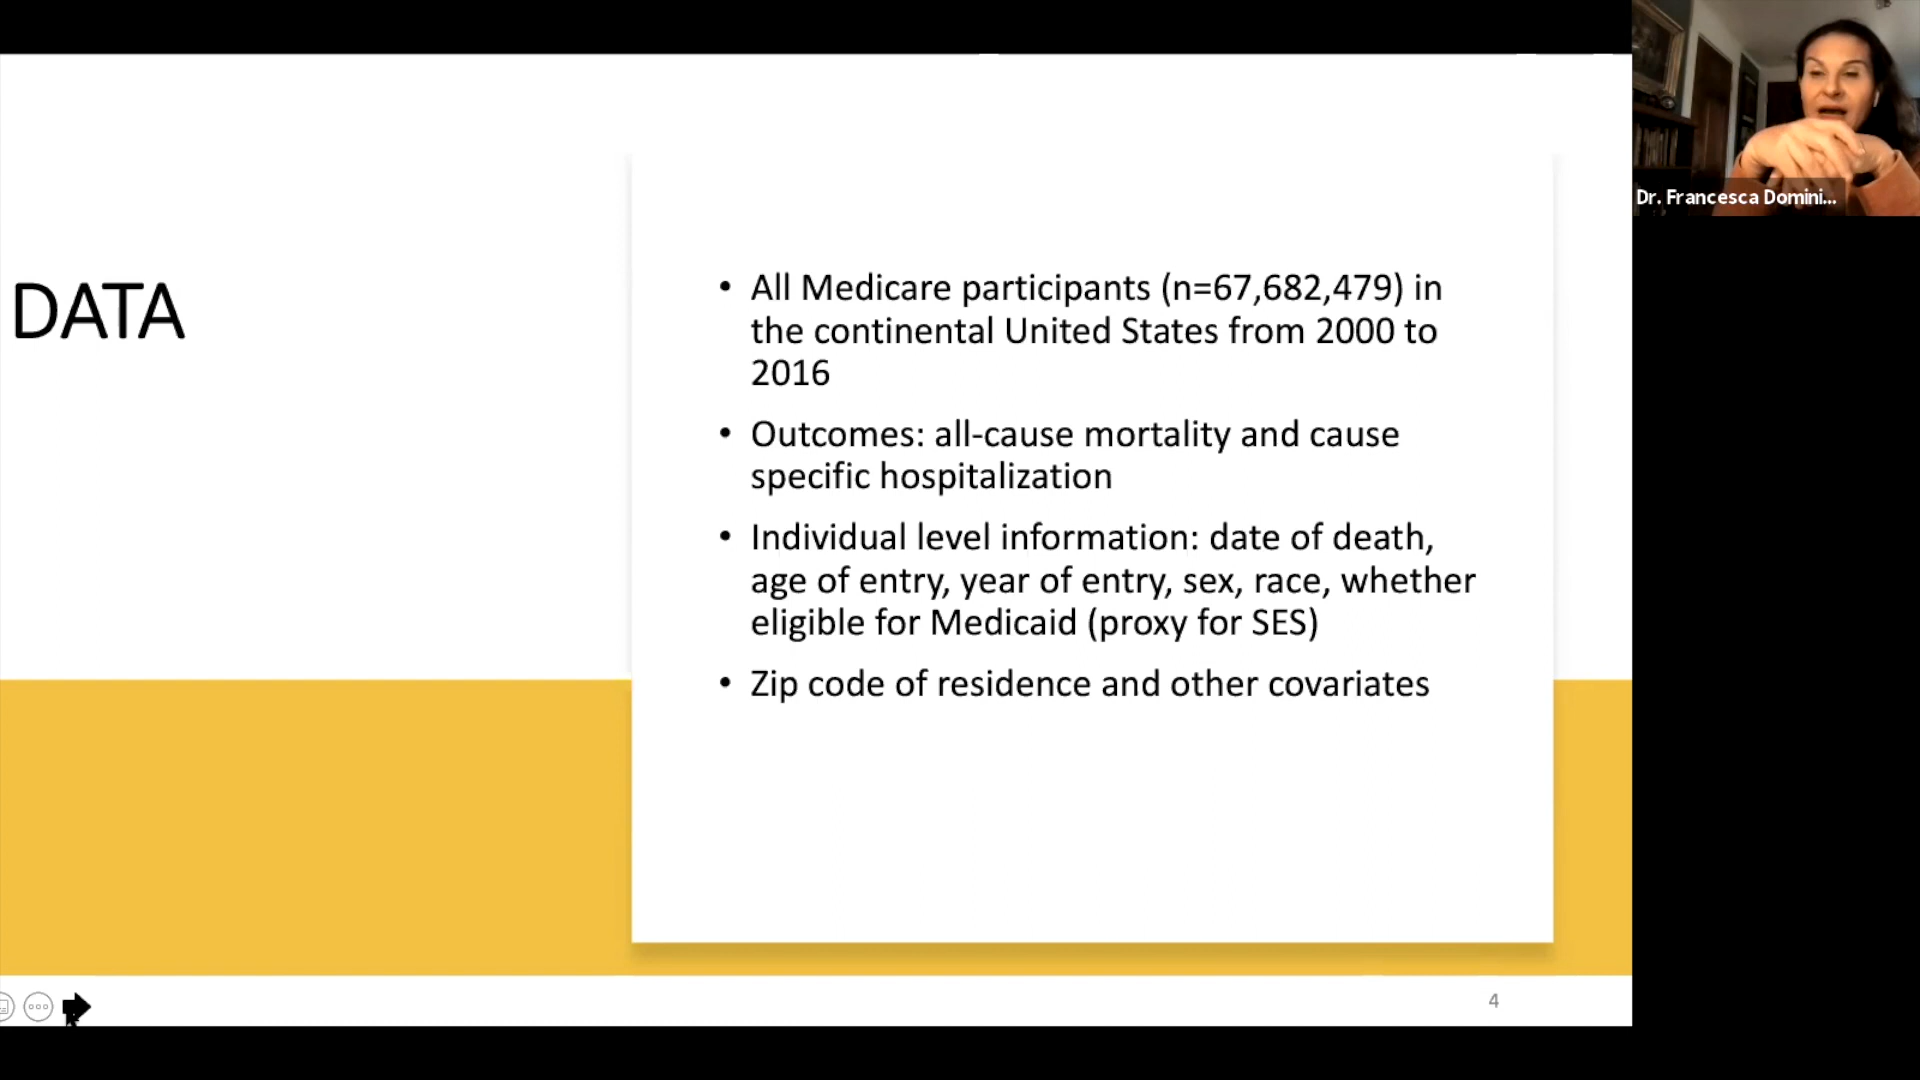 Dr. Francesca Domini...
DATA
• All Medicare participants (n=67,682,479) in
the continental United States from 2000 to
2016
• Outcomes: all-cause mortality and cause
specific hospitalization
• Individual level information: date of death,
age of entry, year of entry, sex, race, whether
eligible for Medicaid (proxy for SES)
• Zip code of residence and other covariates
4